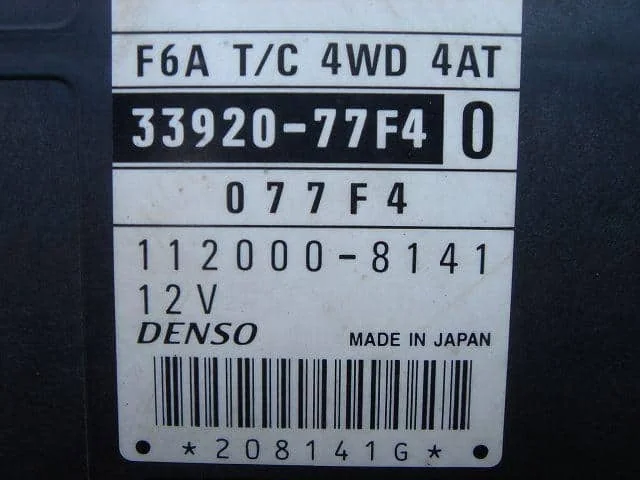 F6A T/C 4WD 4AT
33920-77F4 0
077F4
112000-8141
12V
DENSO MADE IN JAPAN
*208141G*